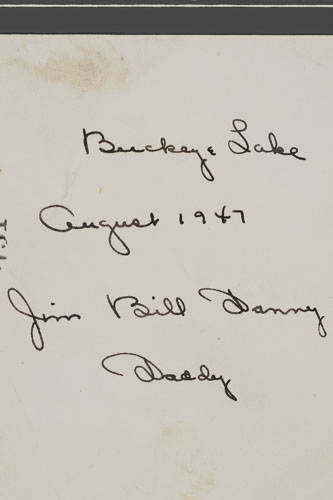 Buckeye Lake
August 1947
Jim Bill Danny
Daddy